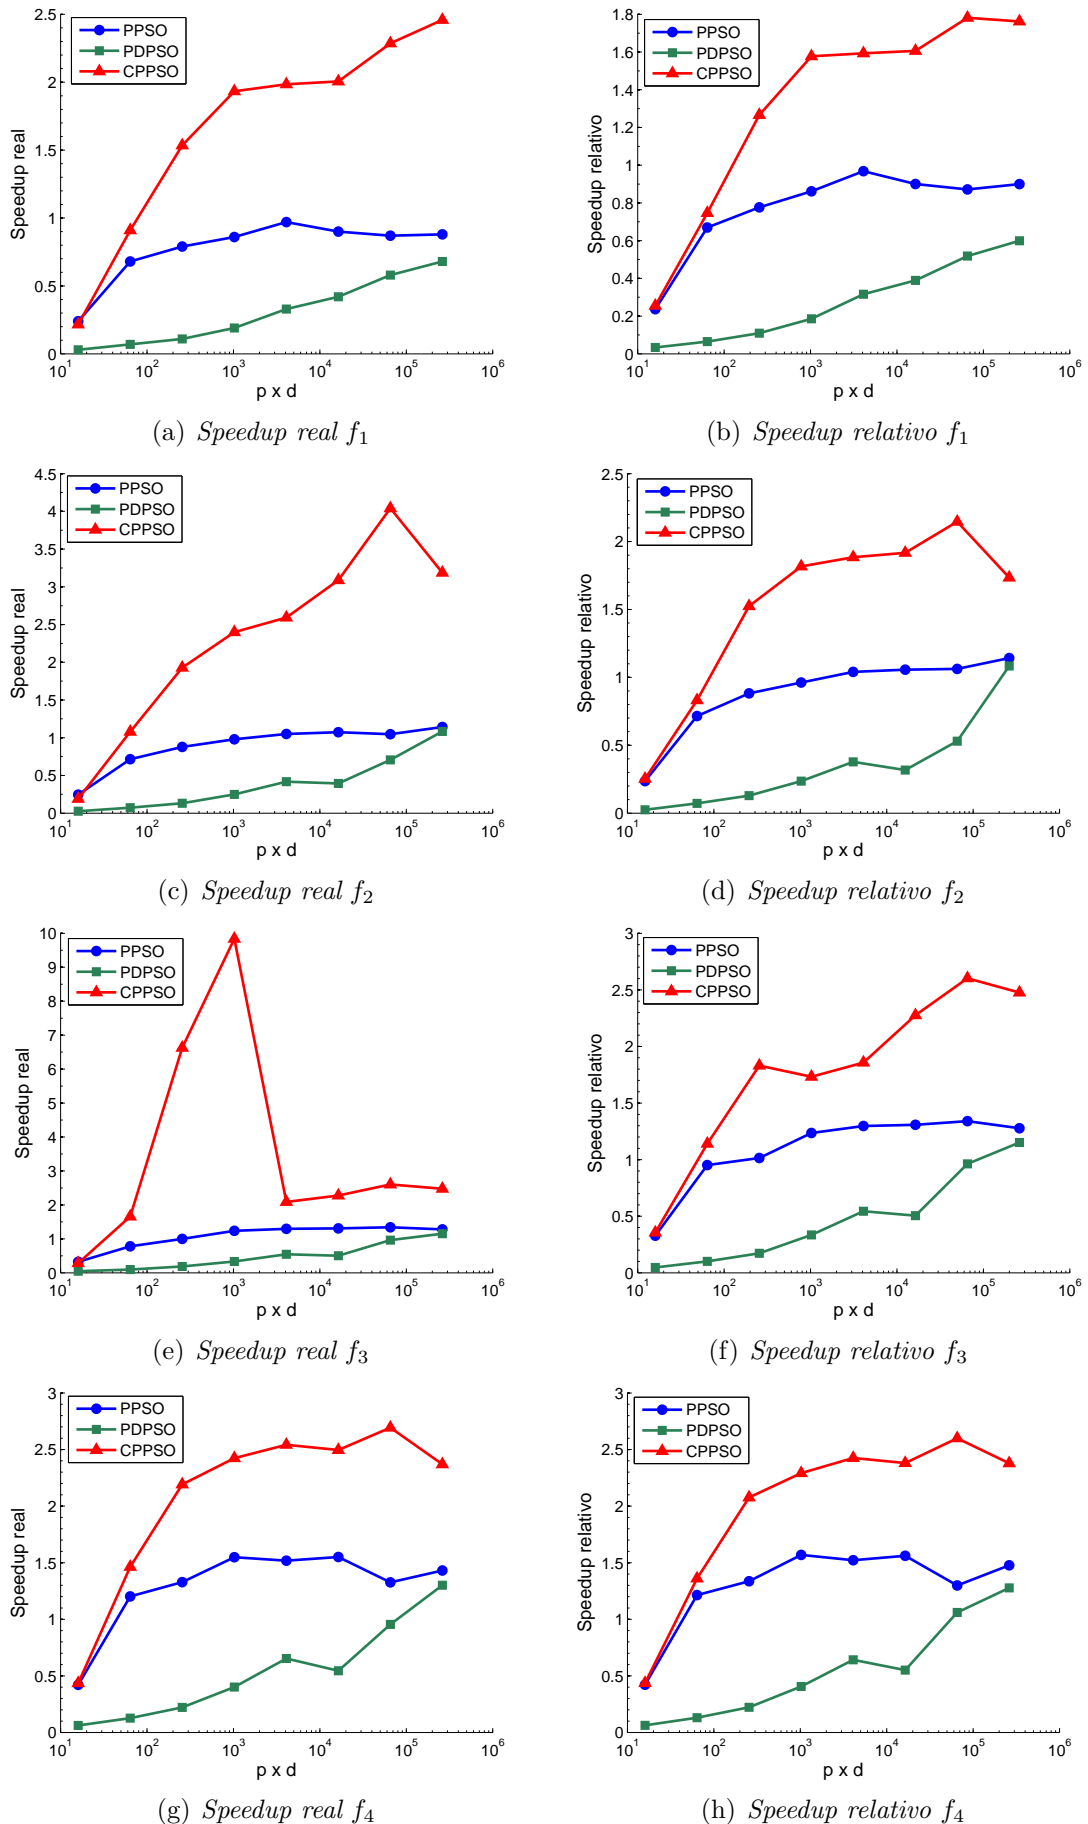 PPSO
PDPSO
CPPSO
2.5
2
1.5
1
0.5
0
Speedup real
10^1 10^2 10^3 10^4 10^5 10^6
p x d
(a) Speedup real f_1
PPSO
PDPSO
CPPSO
1.8
1.6
1.4
1.2
1
0.8
0.6
0.4
0.2
0
Speedup relativo
10^1 10^2 10^3 10^4 10^5 10^6
p x d
(b) Speedup relativo f_1
PPSO
PDPSO
CPPSO
4.5
4
3.5
3
2.5
2
1.5
1
0.5
0
Speedup real
10^1 10^2 10^3 10^4 10^5 10^6
p x d
(c) Speedup real f_2
PPSO
PDPSO
CPPSO
2.5
2
1.5
1
0.5
0
Speedup relativo
10^1 10^2 10^3 10^4 10^5 10^6
p x d
(d) Speedup relativo f_2
PPSO
PDPSO
CPPSO
10
9
8
7
6
5
4
3
2
1
0
Speedup real
10^1 10^2 10^3 10^4 10^5 10^6
p x d
(e) Speedup real f_3
PPSO
PDPSO
CPPSO
3
2.5
2
1.5
1
0.5
0
Speedup relativo
10^1 10^2 10^3 10^4 10^5 10^6
p x d
(f) Speedup relativo f_3
PPSO
PDPSO
CPPSO
3
2.5
2
1.5
1
0.5
0
Speedup real
10^1 10^2 10^3 10^4 10^5 10^6
p x d
(g) Speedup real f_4
PPSO
PDPSO
CPPSO
3
2.5
2
1.5
1
0.5
0
Speedup relativo
10^1 10^2 10^3 10^4 10^5 10^6
p x d
(h) Speedup relativo f_4